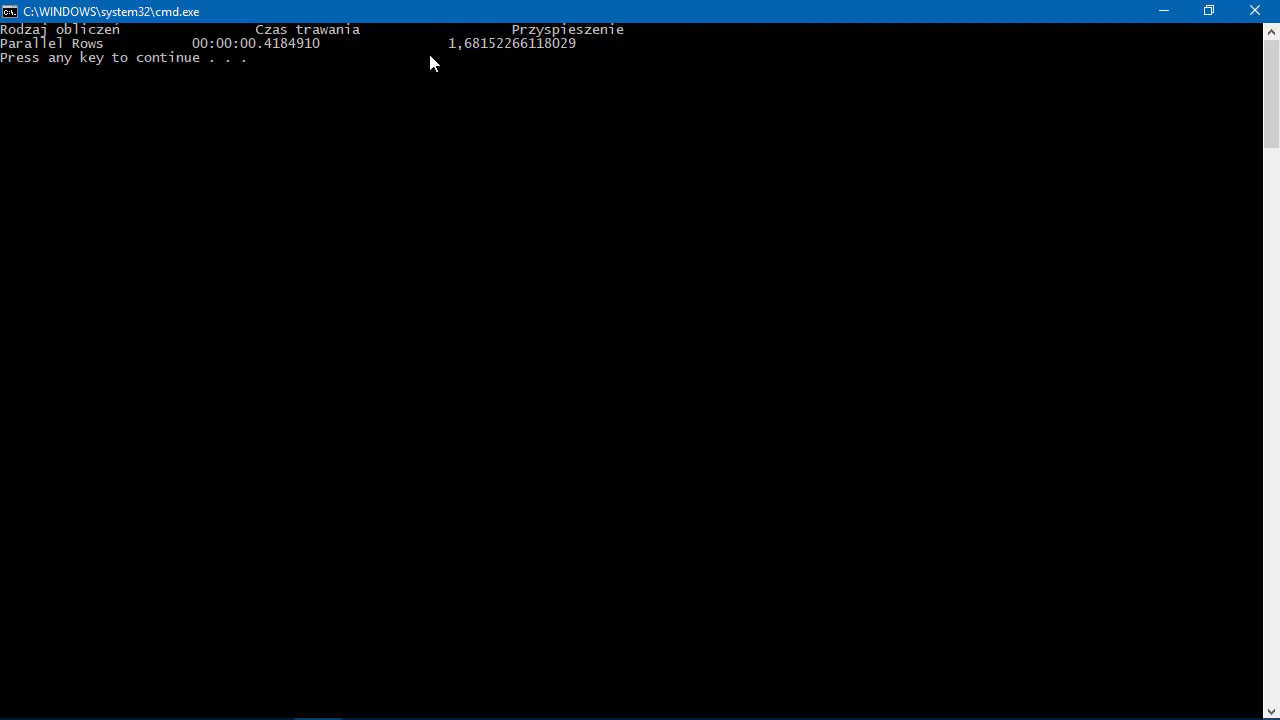 C:\WINDOWS\system32\cmd.exe
Rodzaj obliczeń Czas trawania Przyspieszenie
Parallel Rows 00:00:00.4184910 1,68152266118029
Press any key to continue . . .